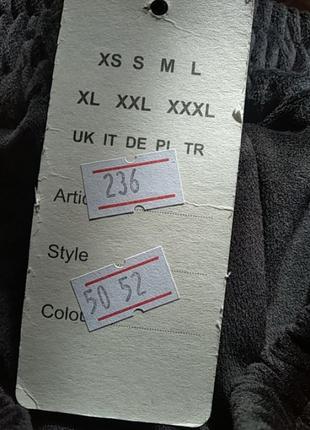 XS S M L
XL XXL XXXL
UK IT DE PL TR
236
Artic
Style
50 52
Colou